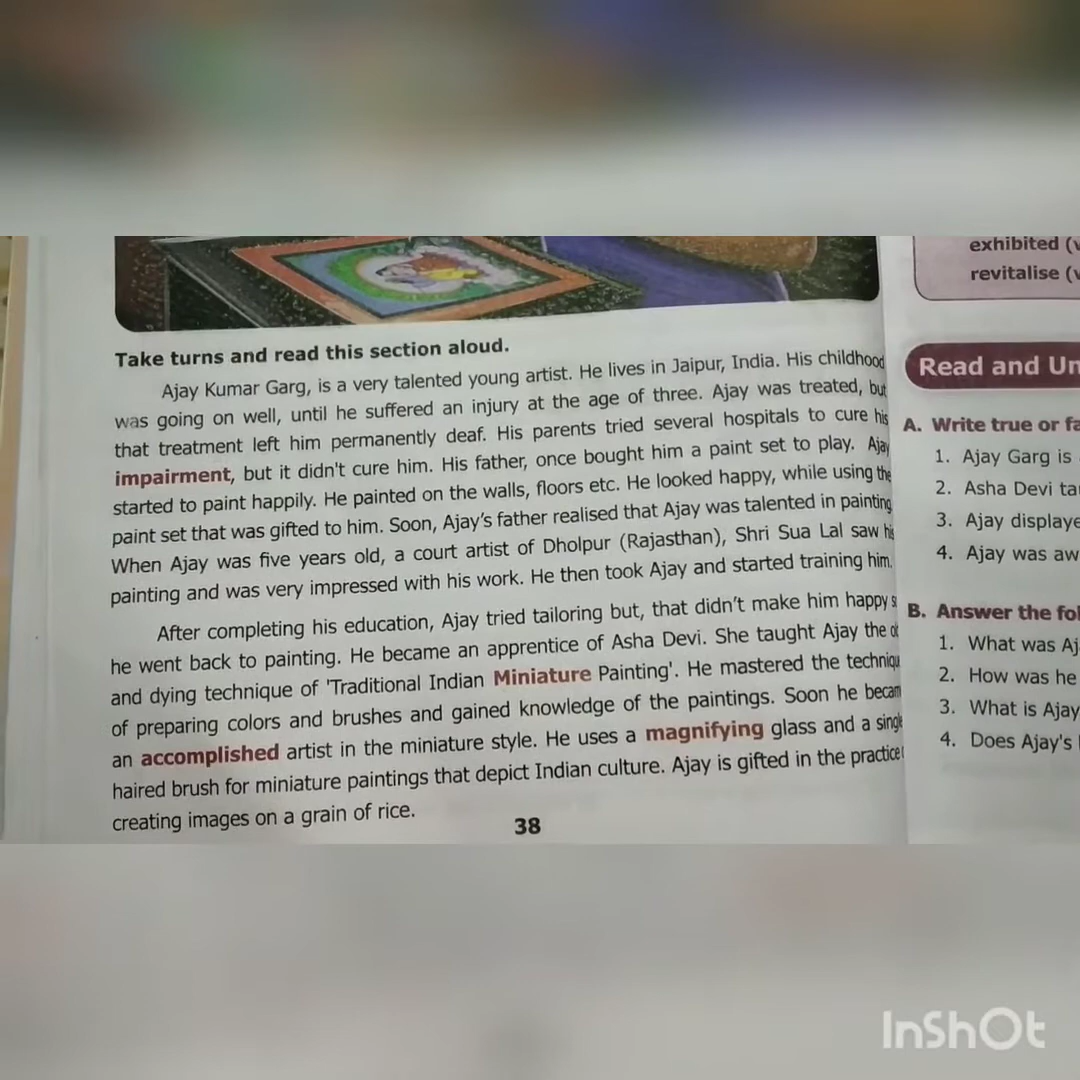 Take turns and read this section aloud.
Ajay Kumar Garg, is a very talented young artist. He lives in Jaipur, India. His childhood
was going on well, until he suffered an injury at the age of three. Ajay was treated, but
that treatment left him permanently deaf. His parents tried several hospitals to cure his
impairment, but it didn't cure him. His father, once bought him a paint set to play. Ajay
started to paint happily. He painted on the walls, floors etc. He looked happy, while using the
paint set that was gifted to him. Soon, Ajay's father realised that Ajay was talented in painting
When Ajay was five years old, a court artist of Dholpur (Rajasthan), Shri Sua Lal saw his
painting and was very impressed with his work. He then took Ajay and started training him.
After completing his education, Ajay tried tailoring but, that didn't make him happy
he went back to painting. He became an apprentice of Asha Devi. She taught Ajay the
and dying technique of 'Traditional Indian Miniature Painting'. He mastered the
of preparing colors and brushes and gained knowledge of the paintings. Soon he
an accomplished artist in the miniature style. He uses a magnifying glass and a
haired brush for miniature paintings that depict Indian culture. Ajay is gifted in the practice
creating images on a grain of rice.
38
exhibited (
revitalise (
Read and
A. Write true or
1. Ajay Garg is
2. Asha Devi
3. Ajay
4. Ajay was
B. Answer the
1. What was
2. How was he
3. What is Ajay
4. Does Ajay's
InShOt